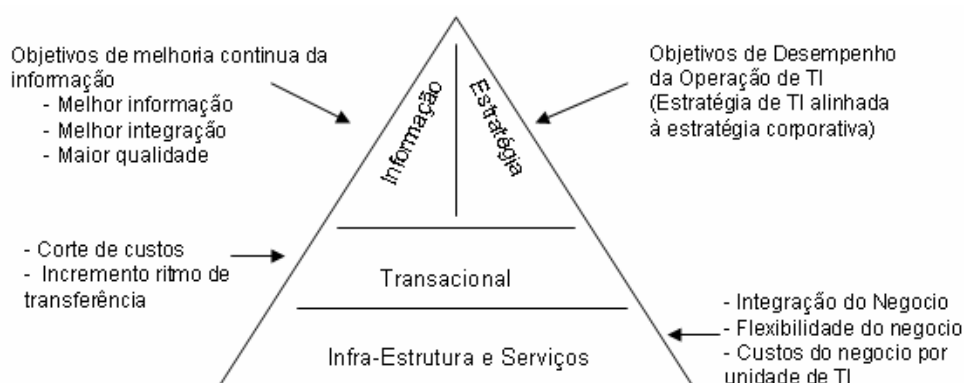 Objetivos de melhoria continua da
informação
- Melhor informação
- Melhor integração
- Maior qualidade
Informação
Estratégia
Objetivos de Desempenho
da Operação de TI
(Estratégia de TI alinhada
à estratégia corporativa)
- Corte de custos
- Incremento ritmo de
transferência
Transacional
- Integração do Negocio
- Flexibilidade do negocio
- Custos do negocio por
unidade de TI
Infra-Estrutura e Serviços